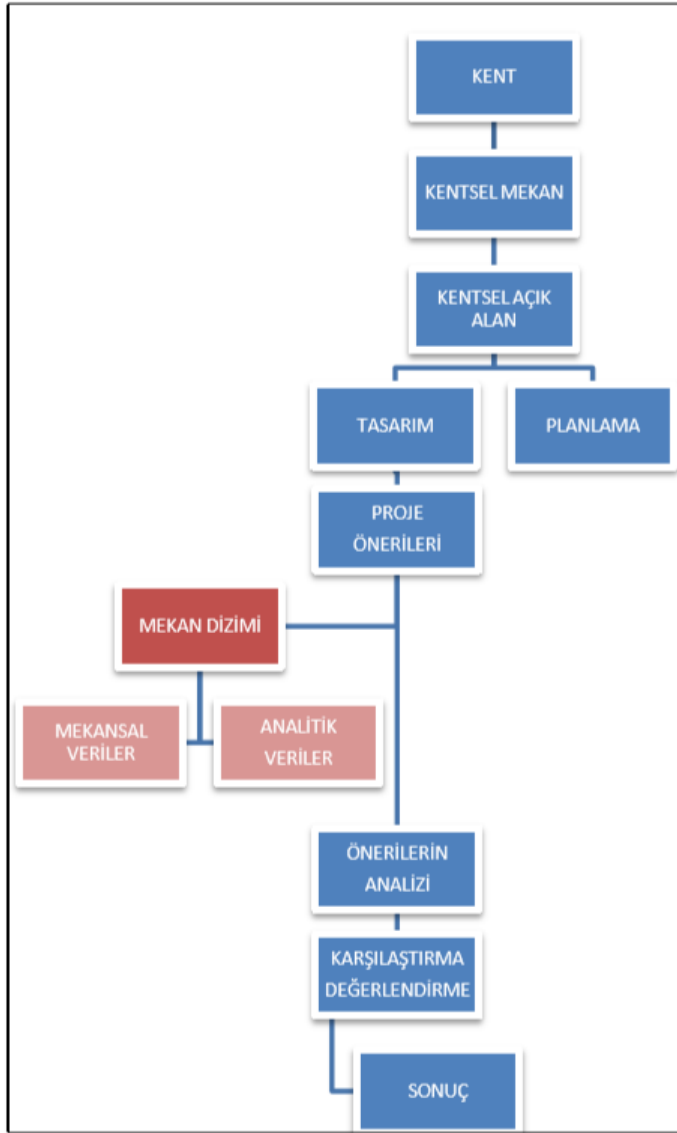 KENT
KENTSEL MEKAN
KENTSEL AÇIK
ALAN
TASARIM
PLANLAMA
PROJE
ÖNERİLERİ
MEKAN DİZİMİ
MEKANSAL
VERİLER
ANALİTİK
VERİLER
ÖNERİLERİN
ANALİZİ
KARŞILAŞTIRMA
DEĞERLENDİRME
SONUÇ